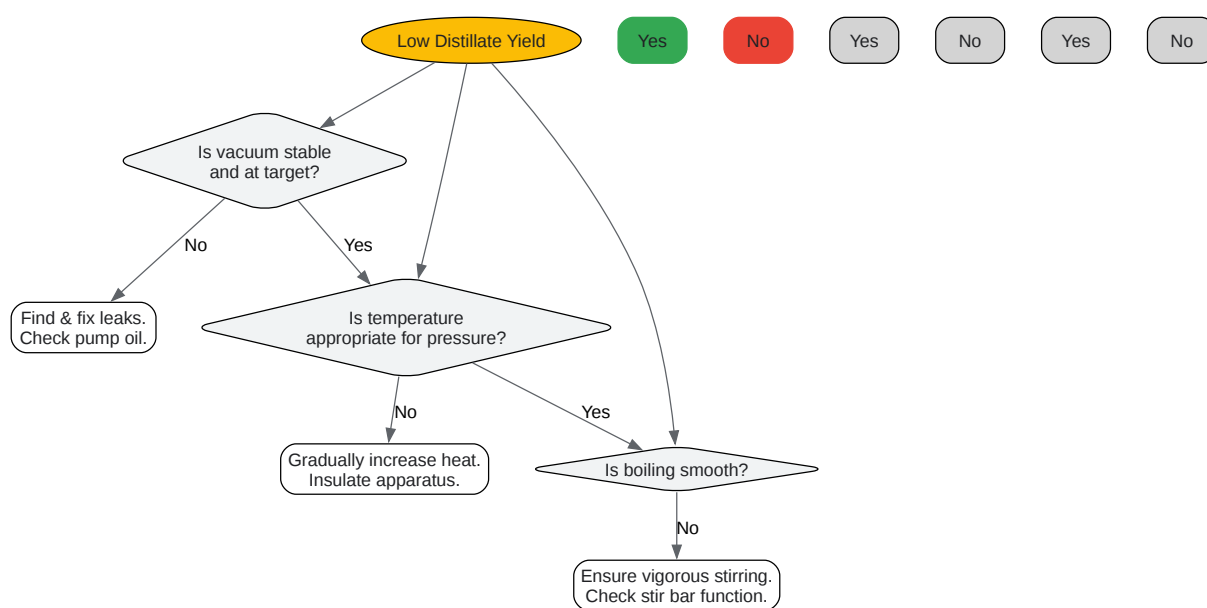 Low Distillate Yield
Yes
No
Yes
No
Yes
No
Is vacuum stable
and at target?
No
Yes
Find & fix leaks.
Check pump oil.
Is temperature
appropriate for pressure?
No
Yes
Gradually increase heat.
Insulate apparatus.
Is boiling smooth?
No
Ensure vigorous stirring.
Check stir bar function.